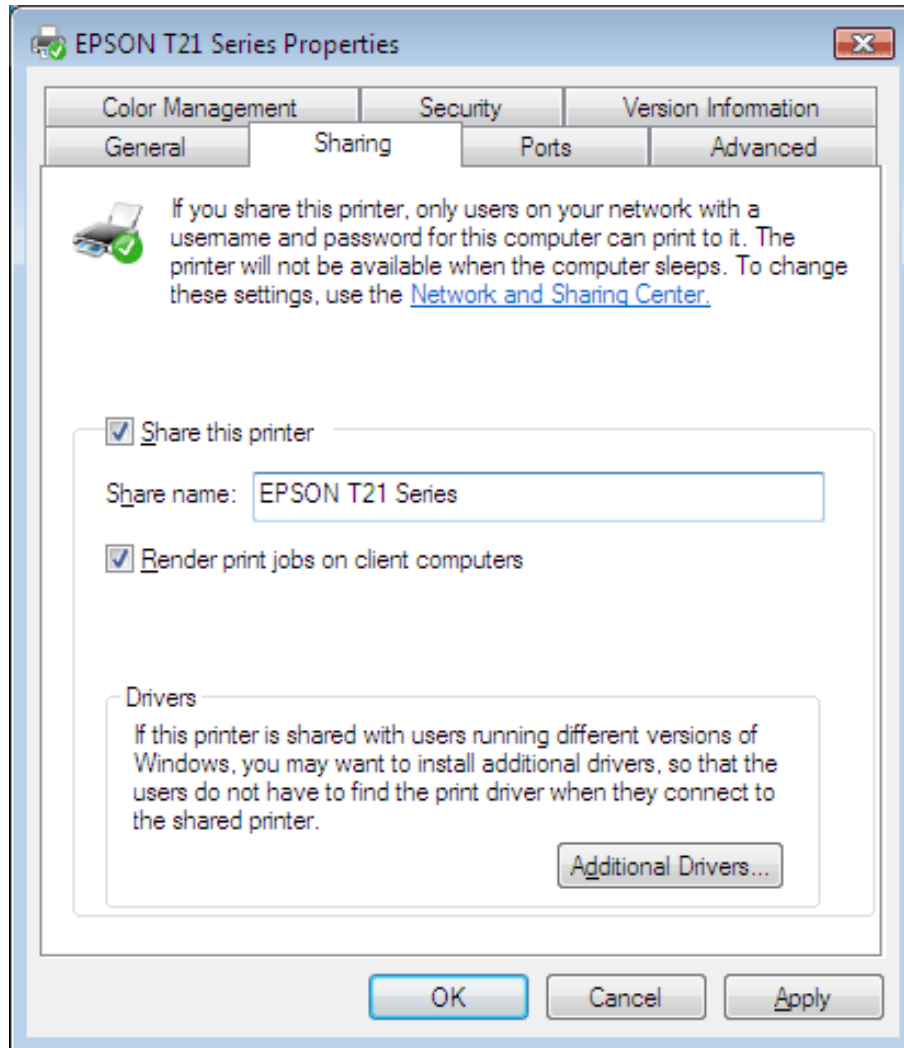 EPSON T21 Series Properties
Color Management Security Version Information
General Sharing Ports Advanced
If you share this printer, only users on your network with a
username and password for this computer can print to it. The
printer will not be available when the computer sleeps. To change
these settings, use the Network and Sharing Center.
Share this printer
Share name: EPSON T21 Series
Render print jobs on client computers
Drivers
If this printer is shared with users running different versions of
Windows, you may want to install additional drivers, so that the
users do not have to find the print driver when they connect to
the shared printer.
Additional Drivers...
OK Cancel Apply